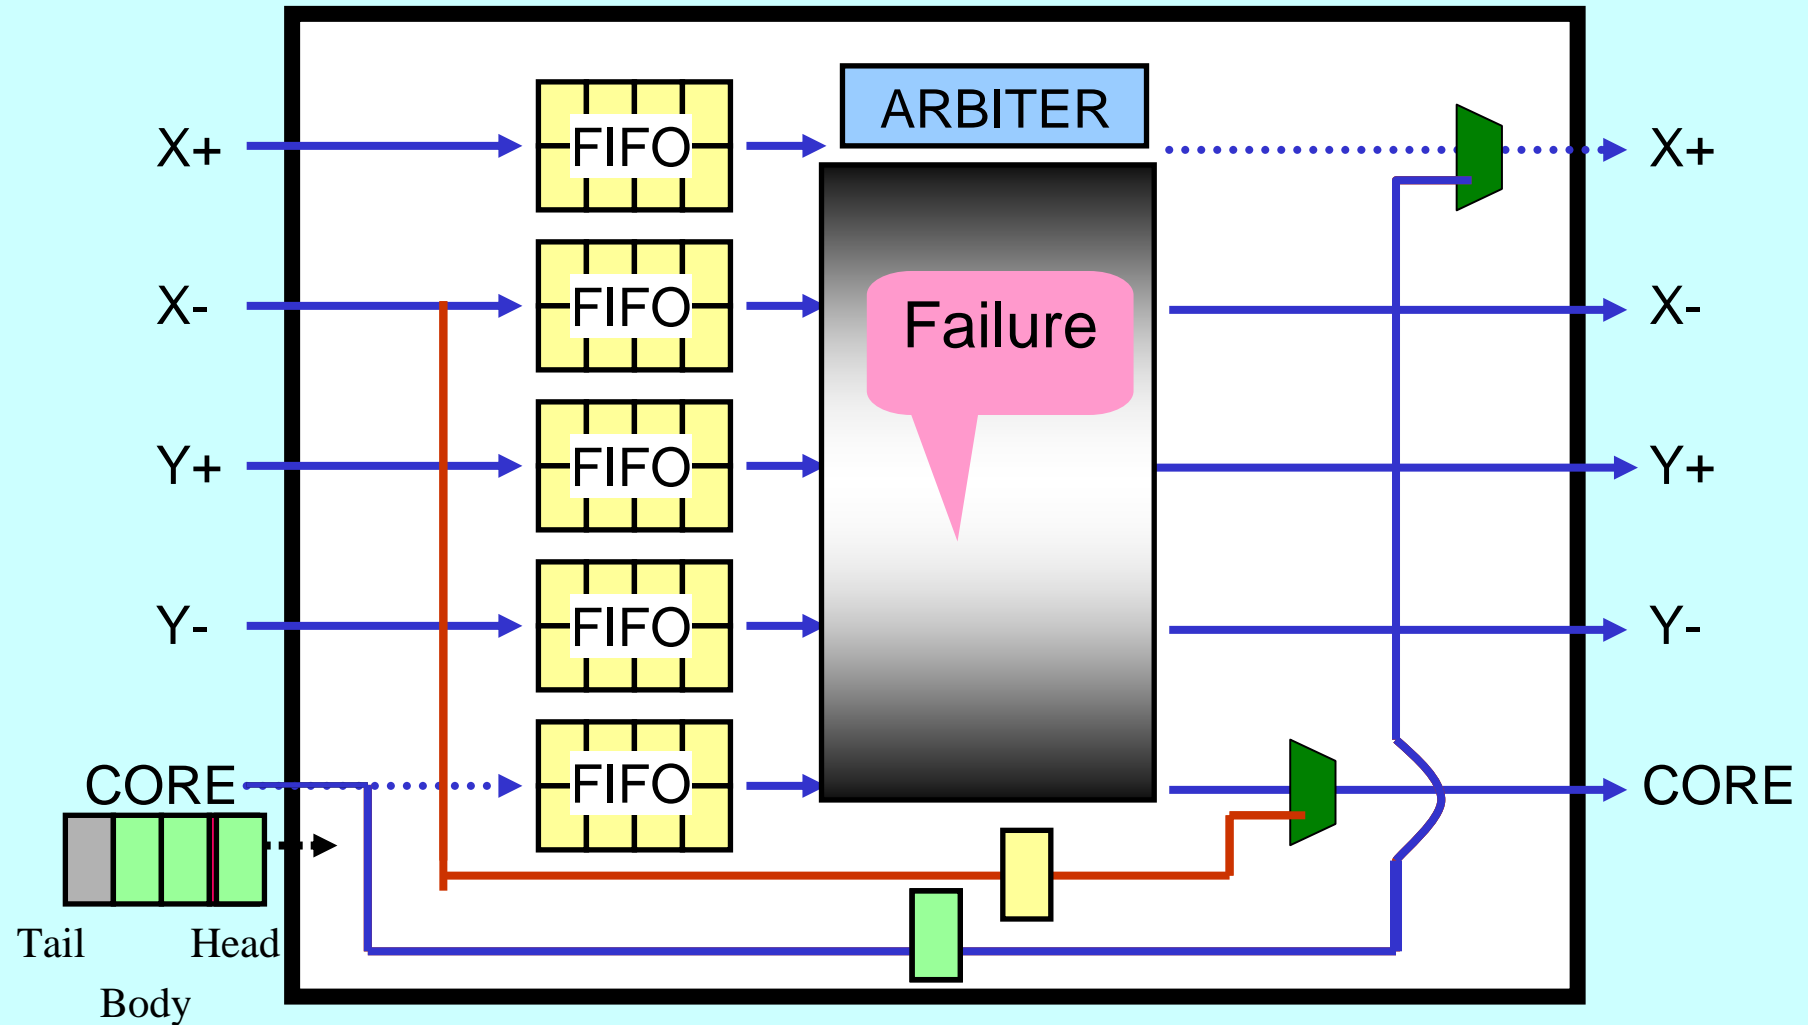 ARBITER
X+ FIFO X+
X- FIFO X-
Failure
Y+ FIFO Y+
Y- FIFO Y-
CORE FIFO CORE
Tail Head
Body